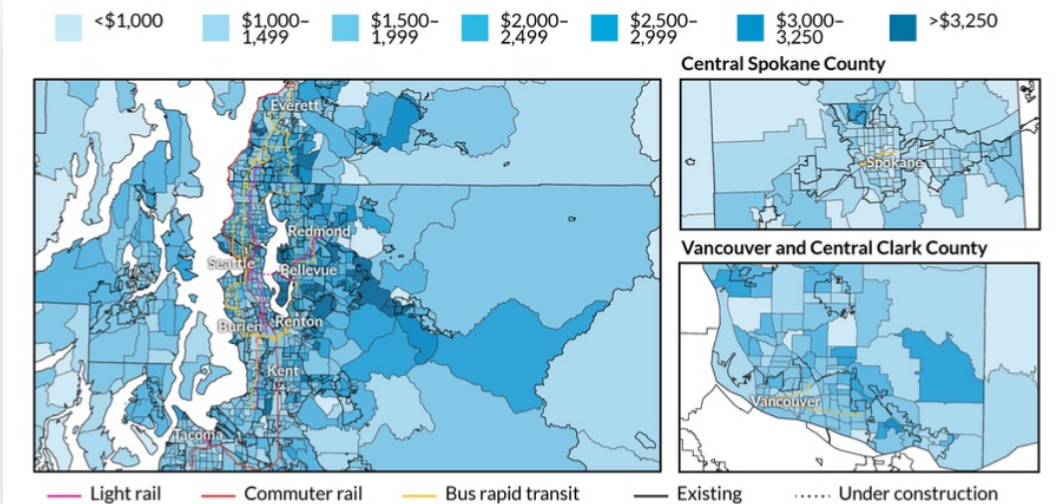 <$1,000
$1,000–
1,499
$1,500–
1,999
$2,000–
2,499
$2,500–
2,999
$3,000–
3,250
>$3,250
Everett
Redmond
Seattle
Bellevue
Burien
Renton
Kent
Tacoma
Central Spokane County
Spokane
Vancouver and Central Clark County
Vancouver
Light rail
Commuter rail
Bus rapid transit
Existing
Under construction